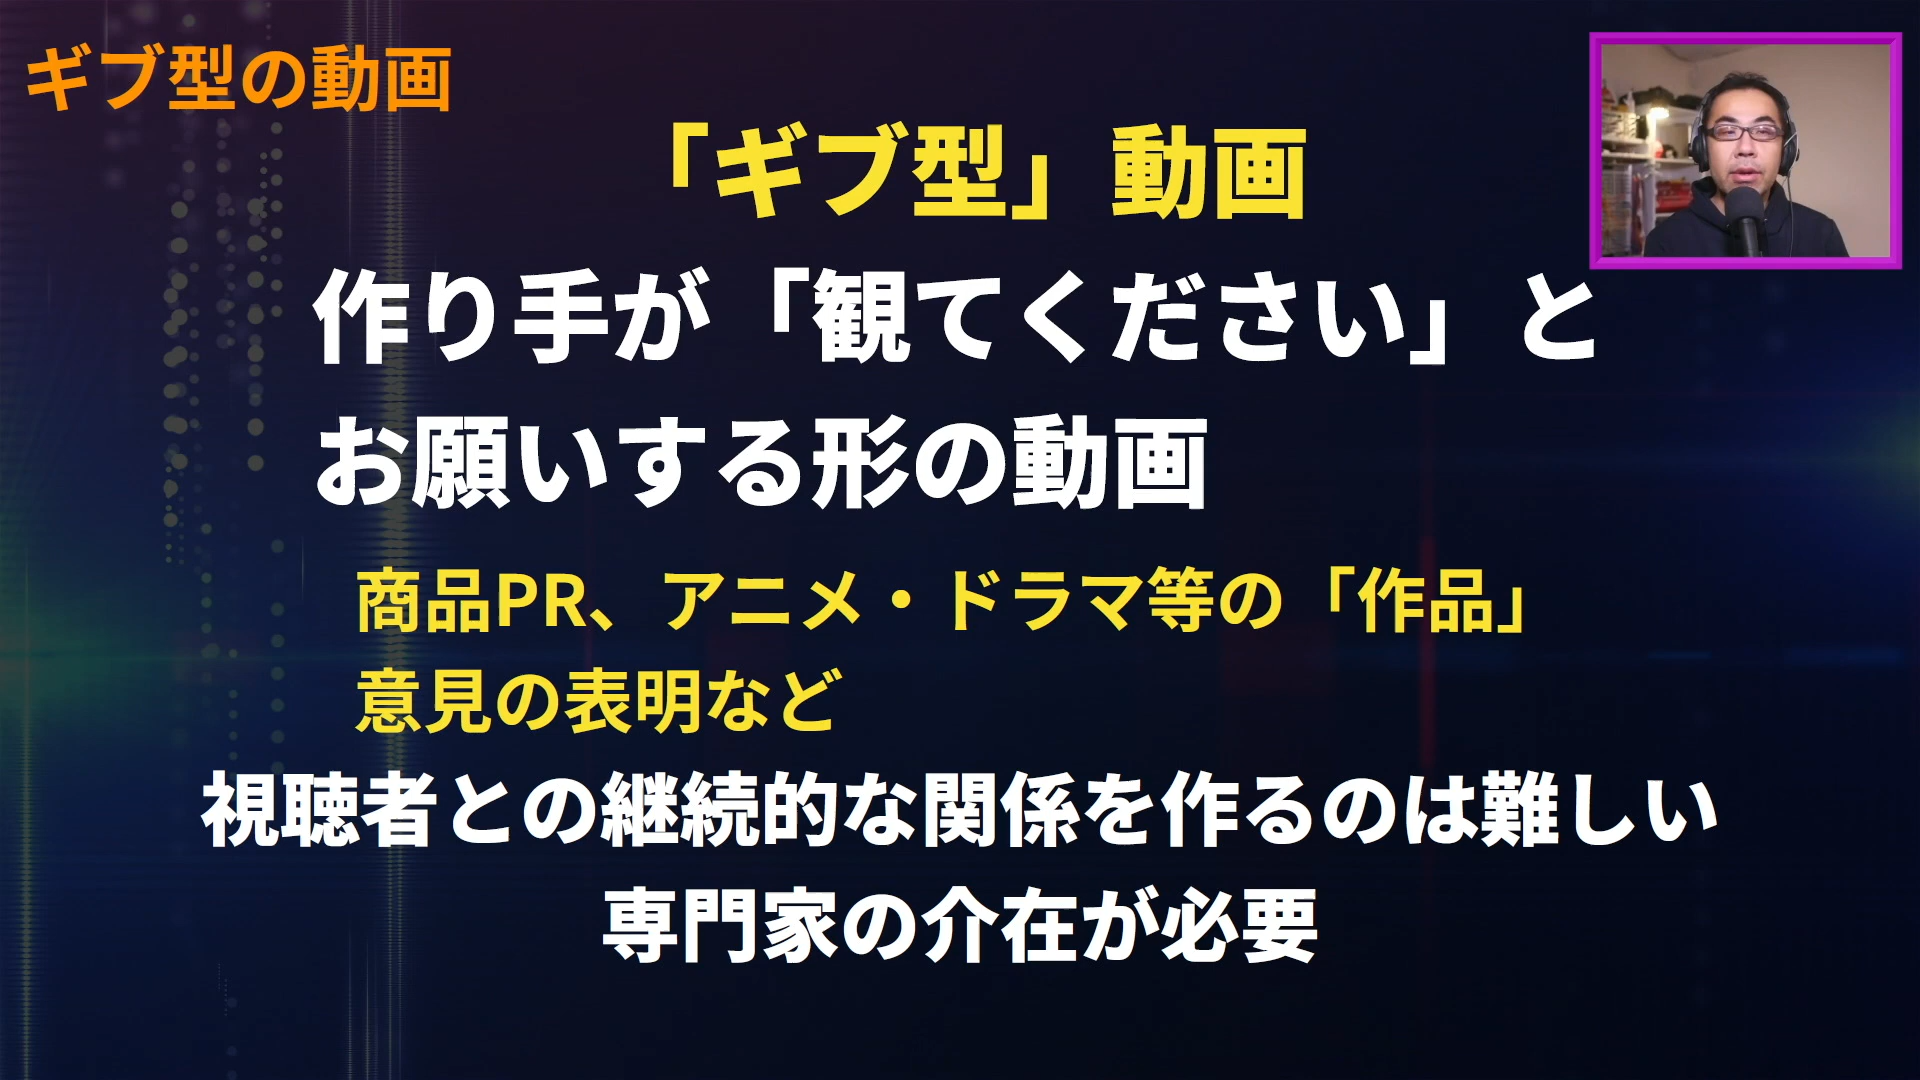 ギブ型の動画
「ギブ型」動画
作り手が「観てください」と
お願いする形の動画
商品PR、アニメ・ドラマ等の「作品」
意見の表明など
視聴者との継続的な関係を作るのは難しい
専門家の介在が必要